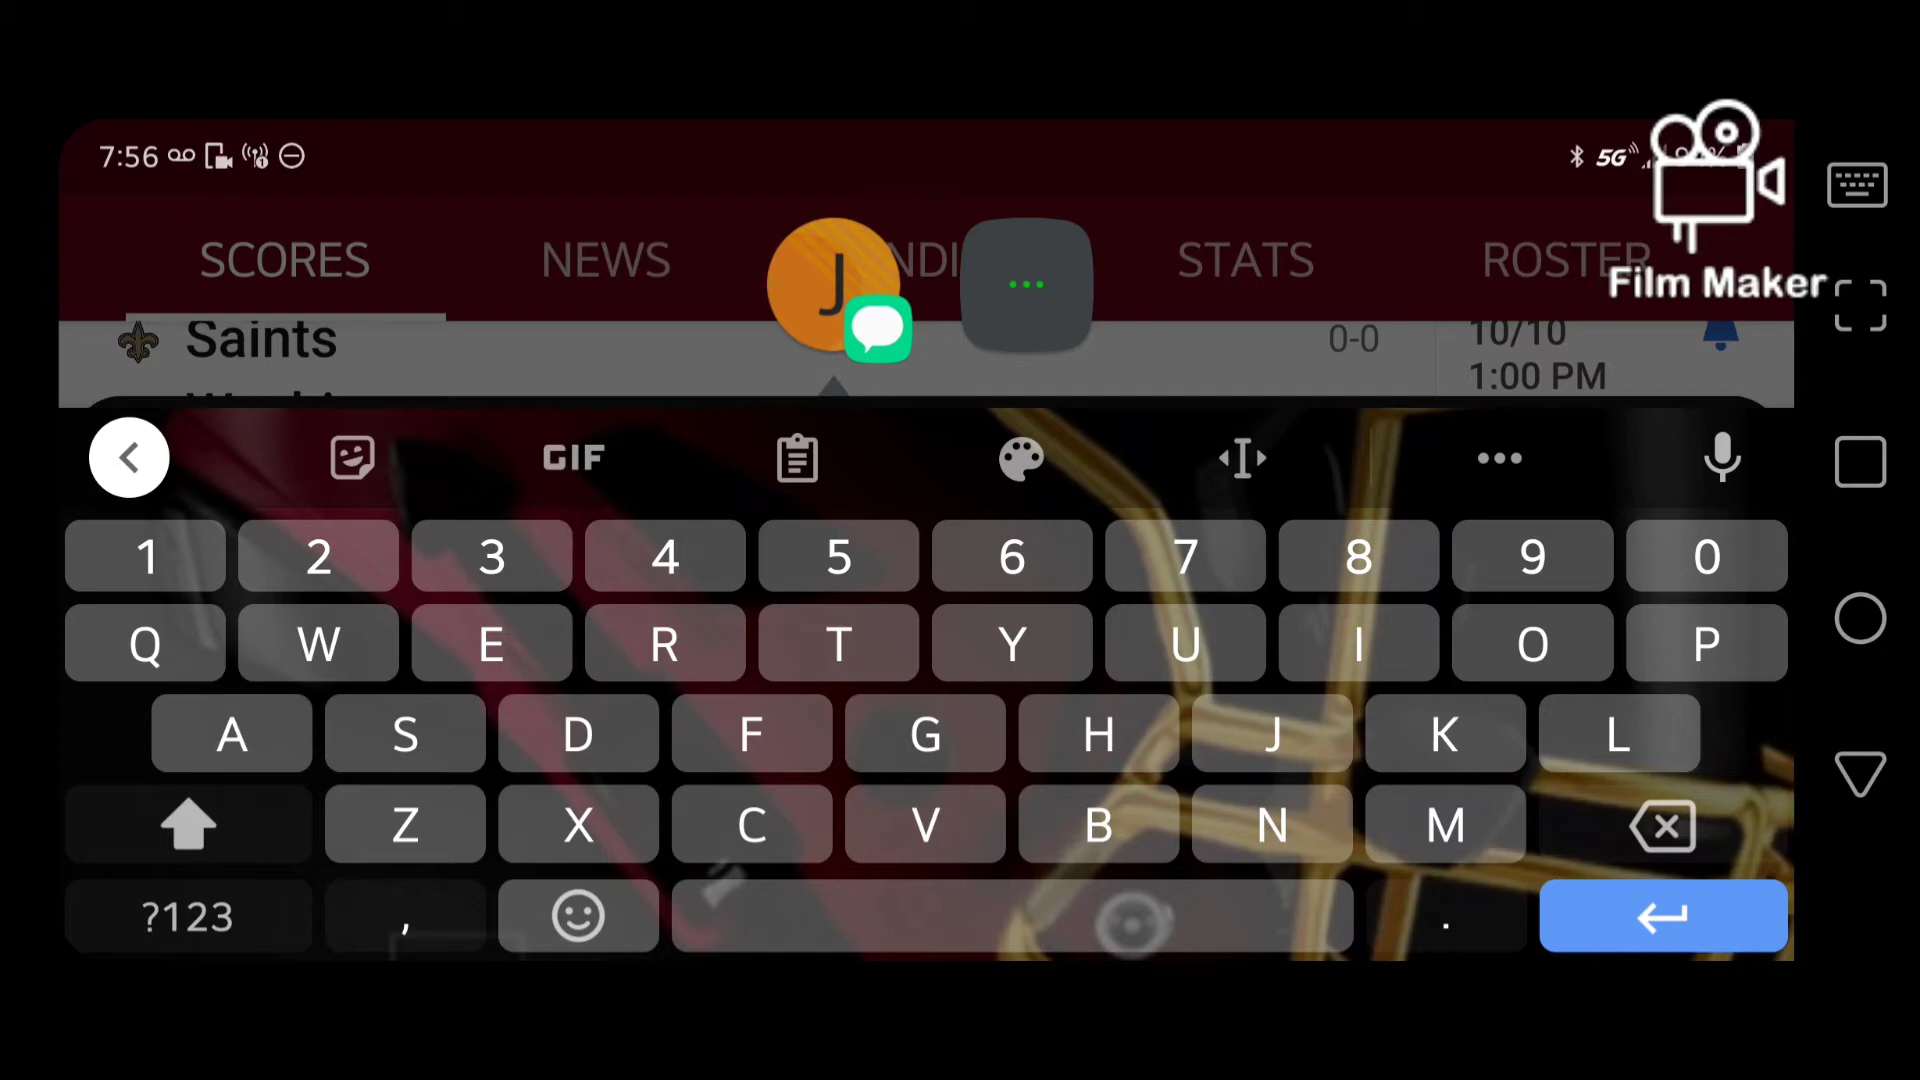 7:56
5G
Film Maker
SCORES NEWS NDI STATS ROSTER
J
Saints 0-0 10/10
1:00 PM
GIF
1 2 3 4 5 6 7 8 9 0
Q W E R T Y U I O P
A S D F G H J K L
Z X C V B N M
?123 , .